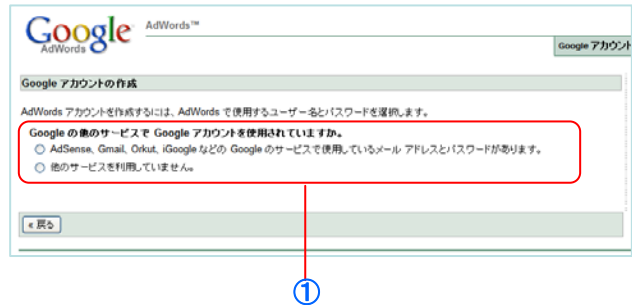 Google AdWords AdWords™
Google アカウント
Google アカウントの作成
AdWords アカウントを作成するには、AdWords で使用するユーザー名とパスワードを選択します。
Google の他のサービスで Google アカウントを使用されていますか。
AdSense、Gmail、Orkut、iGoogle などの Google のサービスで使用しているメール アドレスとパスワードがあります。
他のサービスを利用していません。
« 戻る
①